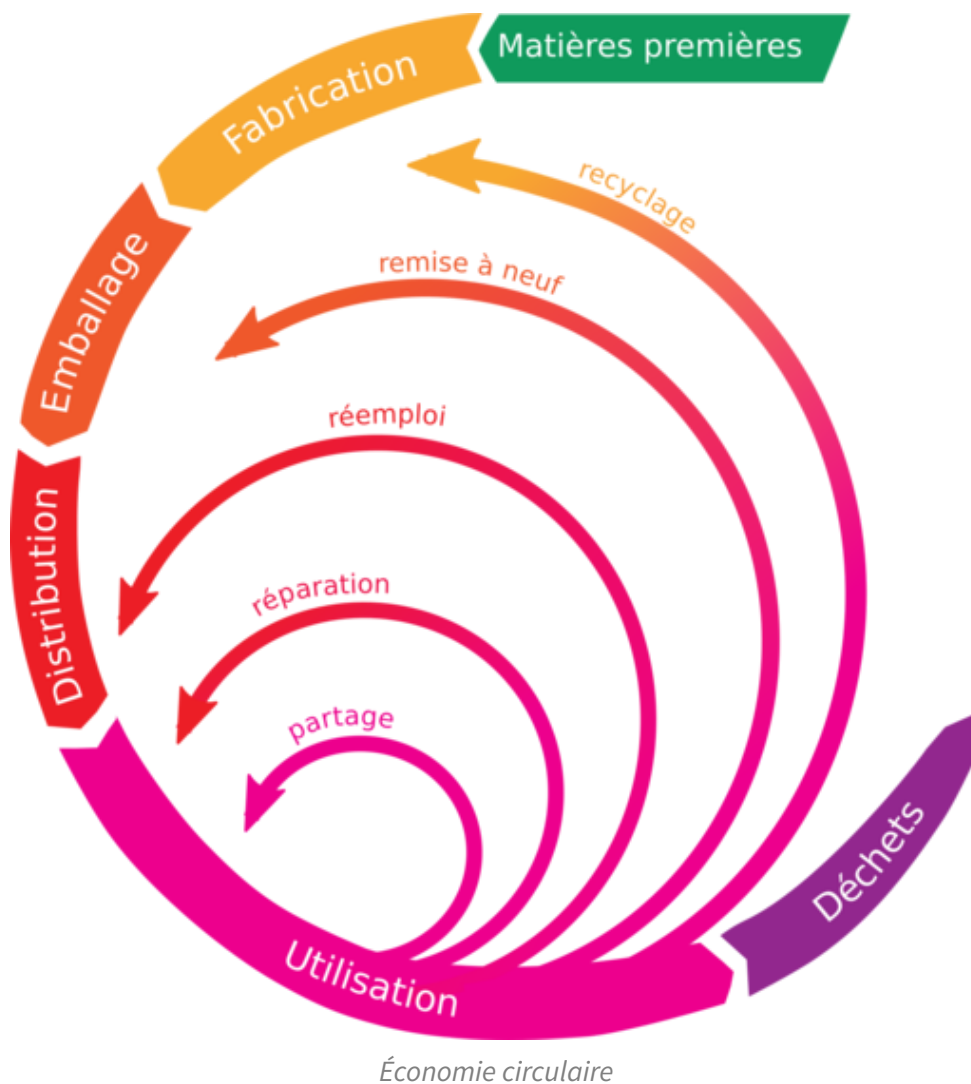 Matières premières
Fabrication
Emballage
Distribution
Utilisation
Déchets
recyclage
remise à neuf
réemploi
réparation
partage
Économie circulaire